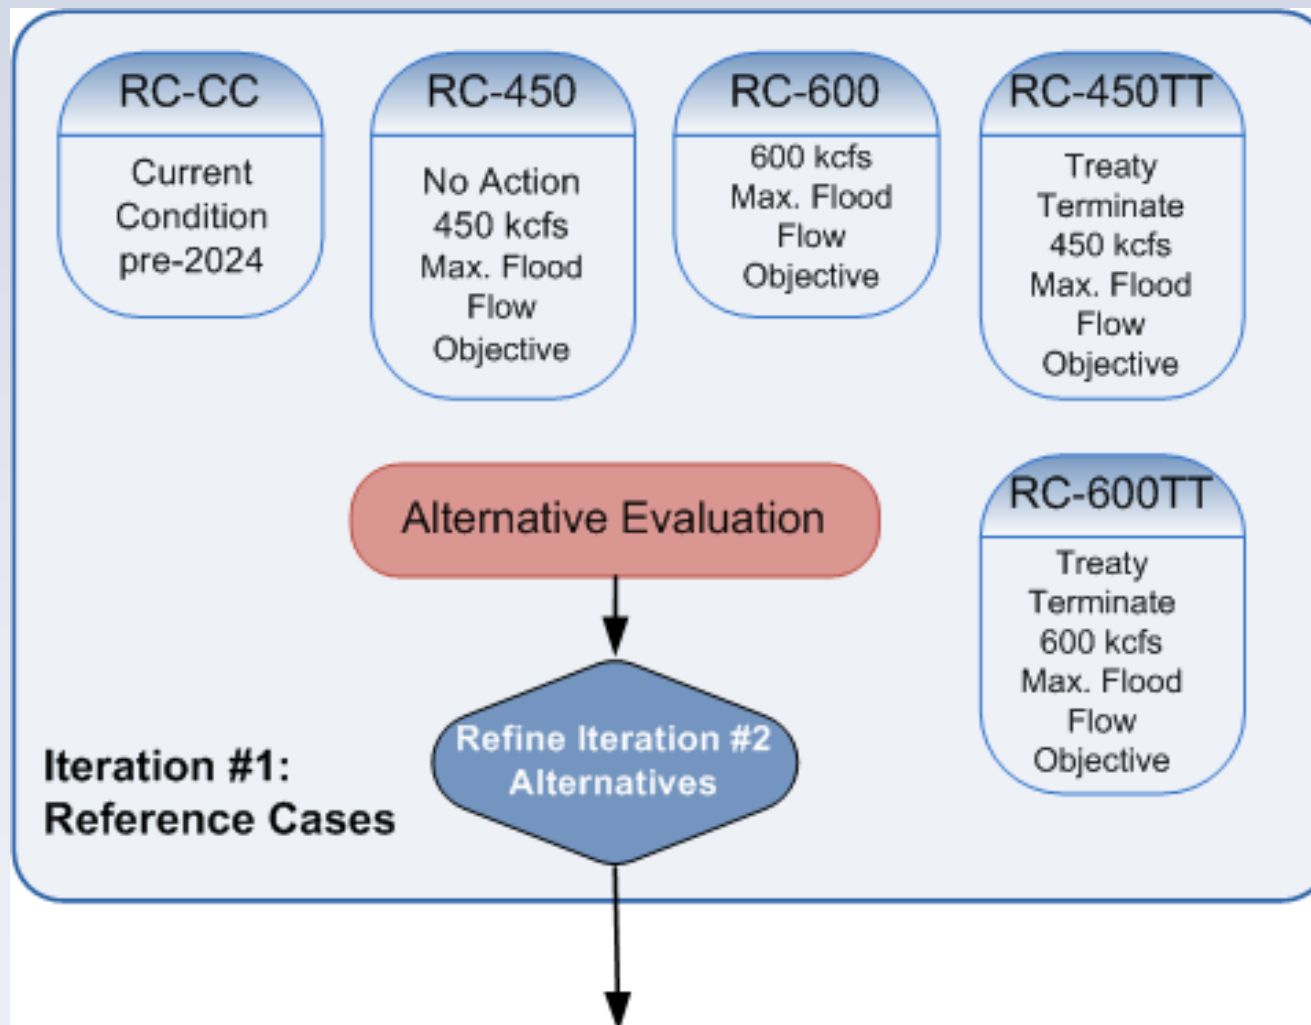 RC-CC
Current
Condition
pre-2024
RC-450
No Action
450 kcfs
Max. Flood
Flow
Objective
RC-600
600 kcfs
Max. Flood
Flow
Objective
RC-450TT
Treaty
Terminate
450 kcfs
Max. Flood
Flow
Objective
Alternative Evaluation
RC-600TT
Treaty
Terminate
600 kcfs
Max. Flood
Flow
Objective
Refine Iteration #2
Alternatives
Iteration #1:
Reference Cases